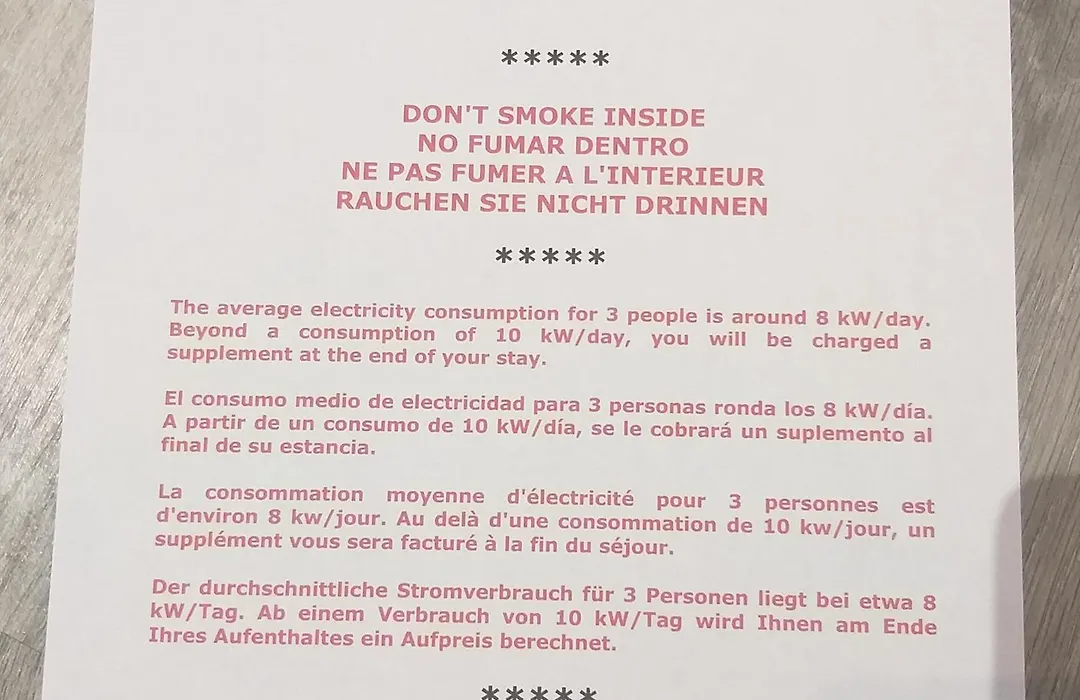 *****
DON'T SMOKE INSIDE
NO FUMAR DENTRO
NE PAS FUMER A L'INTERIEUR
RAUCHEN SIE NICHT DRINNEN
*****
The average electricity consumption for 3 people is around 8 kW/day.
Beyond a consumption of 10 kW/day, you will be charged a
supplement at the end of your stay.
El consumo medio de electricidad para 3 personas ronda los 8 kW/día.
A partir de un consumo de 10 kW/día, se le cobrará un suplemento al
final de su estancia.
La consommation moyenne d'électricité pour 3 personnes est
d'environ 8 kw/jour. Au delà d'une consommation de 10 kw/jour, un
supplément vous sera facturé à la fin du séjour.
Der durchschnittliche Stromverbrauch für 3 Personen liegt bei etwa 8
kW/Tag. Ab einem Verbrauch von 10 kW/Tag wird Ihnen am Ende
Ihres Aufenthaltes ein Aufpreis berechnet.
*****